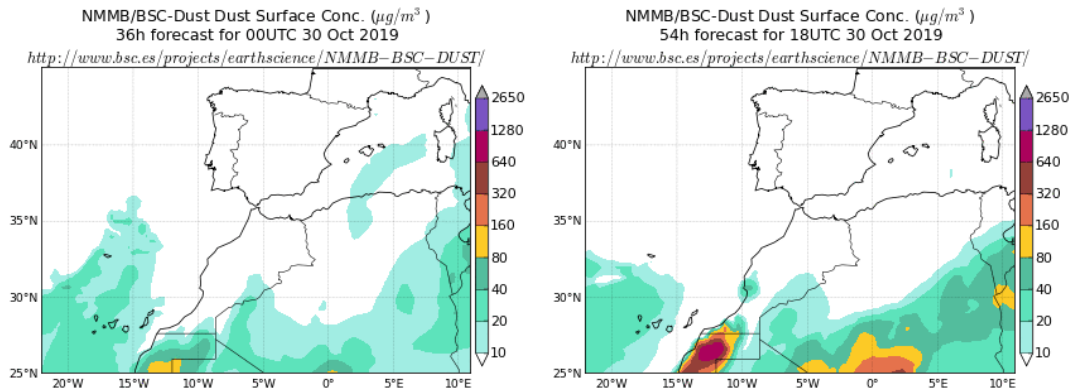 NMMB/BSC-Dust Dust Surface Conc. (μg/m³ )
36h forecast for 00UTC 30 Oct 2019
http://www.bsc.es/projects/earthscience/NMMB−BSC−DUST/
40°N
35°N
30°N
25°N
20°W 15°W 10°W 5°W 0° 5°E 10°E
2650
1280
640
320
160
80
40
20
10
NMMB/BSC-Dust Dust Surface Conc. (μg/m³ )
54h forecast for 18UTC 30 Oct 2019
http://www.bsc.es/projects/earthscience/NMMB−BSC−DUST/
40°N
35°N
30°N
25°N
20°W 15°W 10°W 5°W 0° 5°E 10°E
2650
1280
640
320
160
80
40
20
10